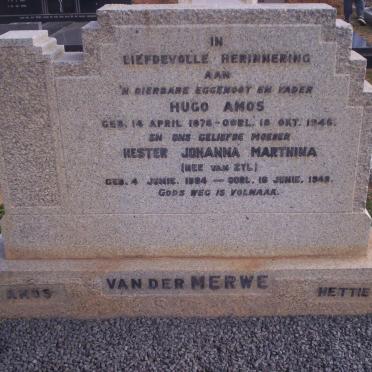 IN
LIEFDEVOLLE HERINNERING
AAN
'N DIERBARE EGGENOOT EN VADER
HUGO AMOS
GEB. 14 APRIL 1876 - OORL. 18 OKT. 1946.
EN ONS GELIEFDE MOEDER
HESTER JOHANNA MARTHINA
(NEE VAN ZYL)
GEB. 4 JUNIE. 1884 - OORL. 16 JUNIE. 1949.
GODS WEG IS VOLMAAK.
VAN DER MERWE
AMOS HETTIE